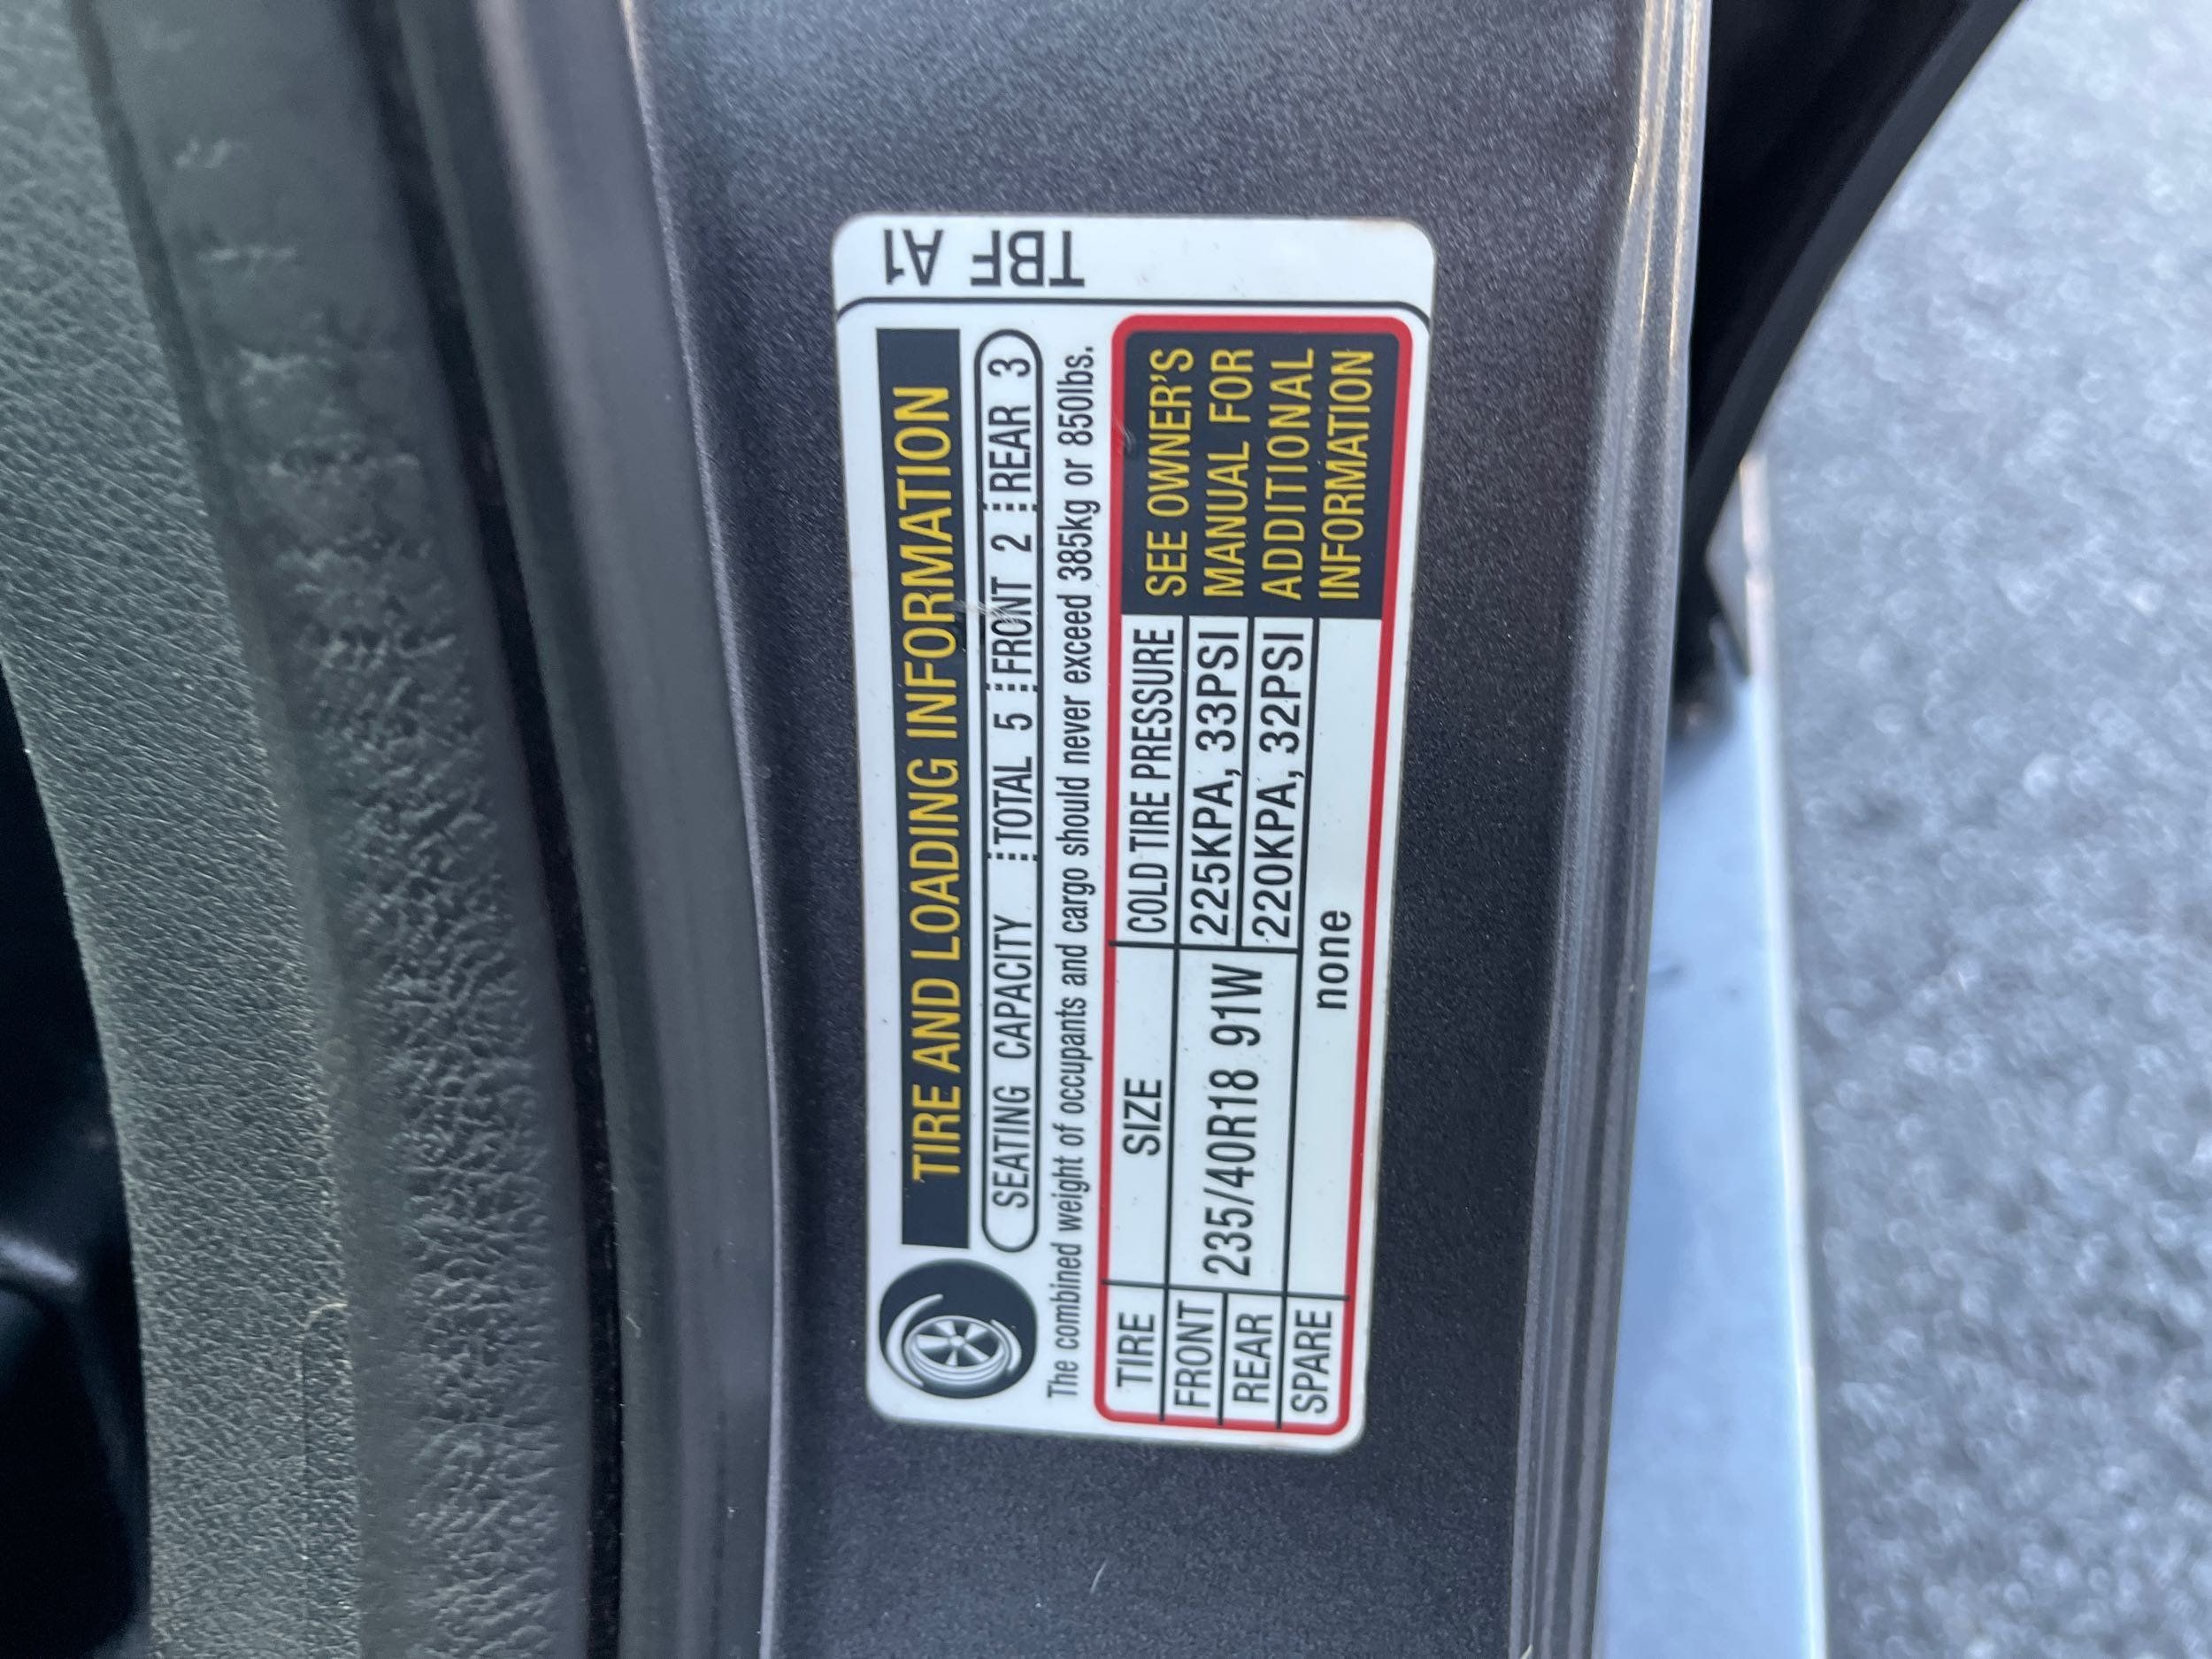 TIRE AND LOADING INFORMATION
SEATING CAPACITY TOTAL 5 FRONT 2 REAR 3
The combined weight of occupants and cargo should never exceed 385kg or 850lbs.
TIRE SIZE COLD TIRE PRESSURE
FRONT 235/40R18 91W 225KPA, 33PSI
REAR 220KPA, 32PSI
SPARE none
SEE OWNER'S
MANUAL FOR
ADDITIONAL
INFORMATION
TBF A1